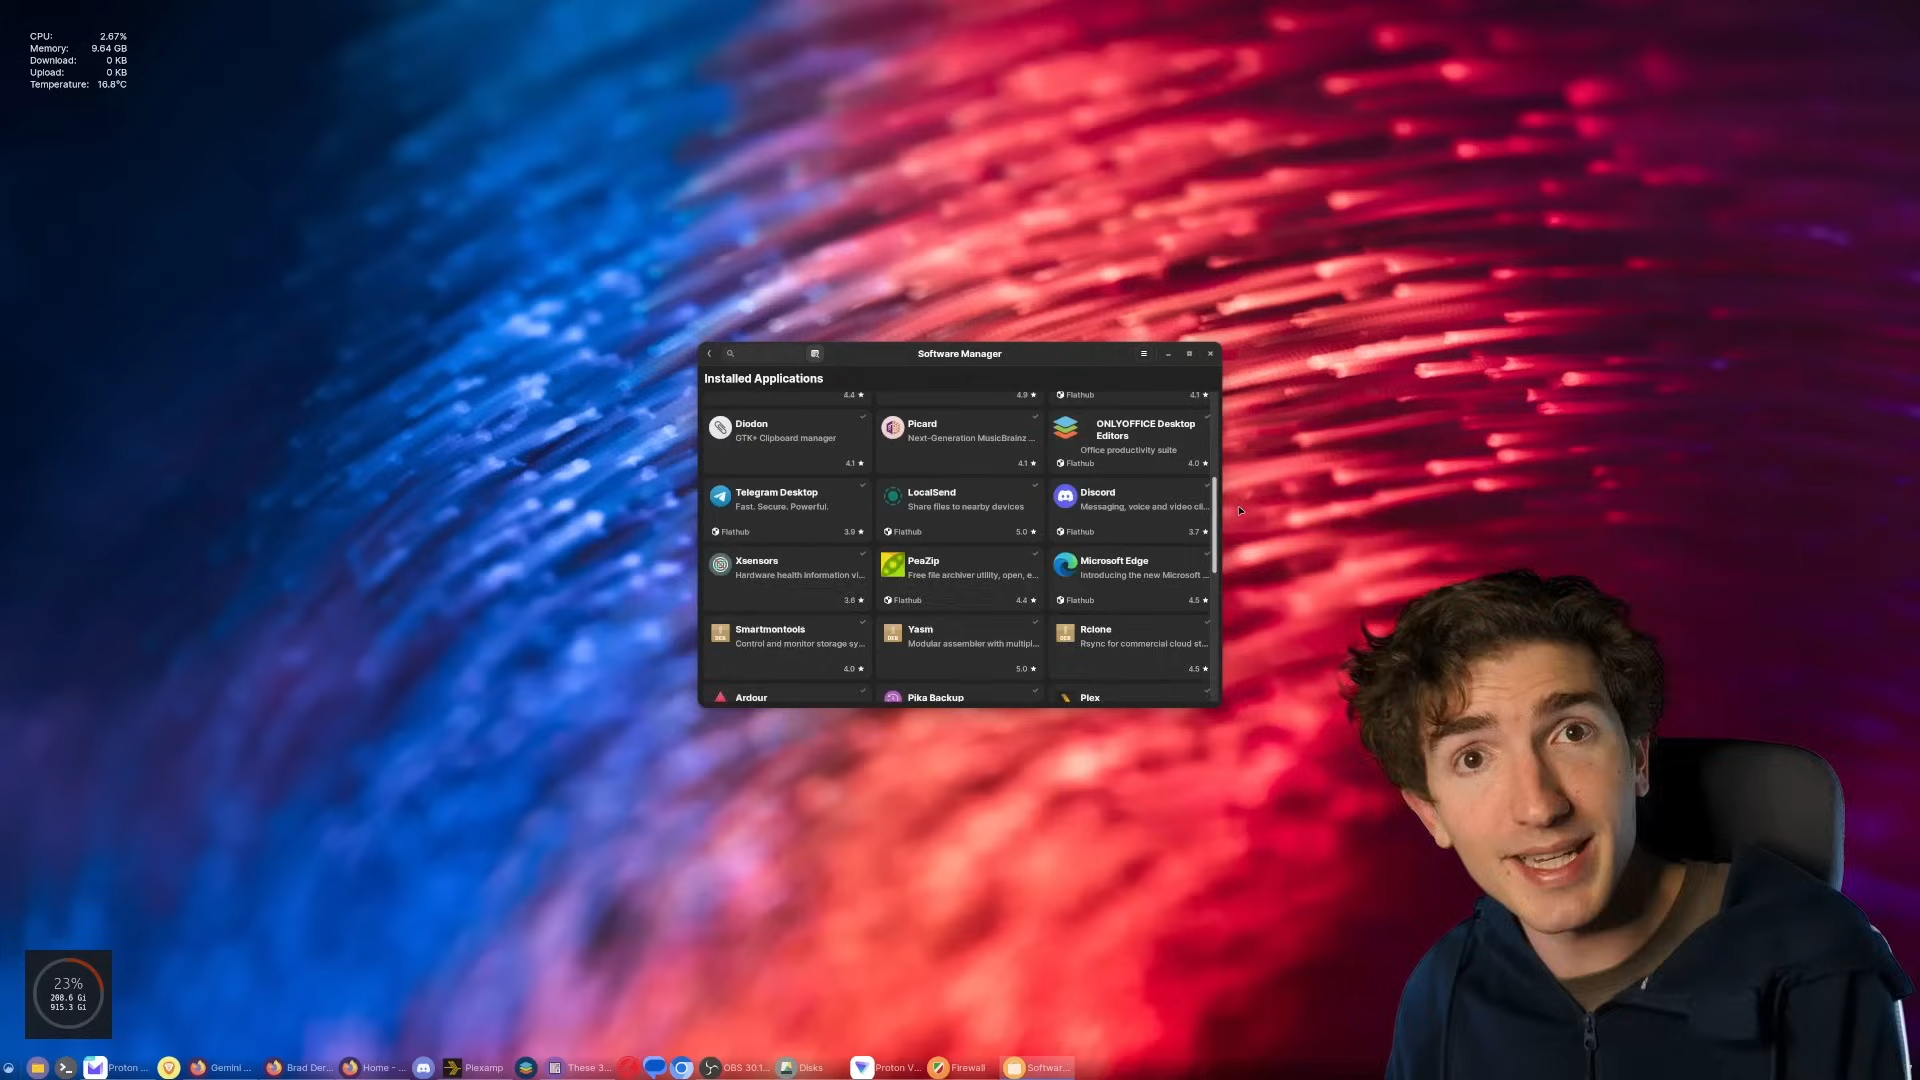 CPU: 2.67%
Memory: 9.64 GB
Download: 0 KB
Upload: 0 KB
Temperature: 16.8°C
Software Manager
Installed Applications
4.4 ★ 4.9 ★ Flathub 4.1 ★
Diodon
GTK+ Clipboard manager
4.1 ★
Picard
Next-Generation MusicBrainz ...
4.1 ★
ONLYOFFICE Desktop
Editors
Office productivity suite
Flathub 4.0 ★
Telegram Desktop
Fast. Secure. Powerful.
Flathub 3.9 ★
LocalSend
Share files to nearby devices
Flathub 5.0 ★
Discord
Messaging, voice and video cli...
Flathub 3.7 ★
Xsensors
Hardware health information vi...
3.6 ★
PeaZip
Free file archiver utility, open, e...
Flathub 4.4 ★
Microsoft Edge
Introducing the new Microsoft ...
Flathub 4.5 ★
Smartmontools
Control and monitor storage sy...
4.0 ★
Yasm
Modular assembler with multipl...
5.0 ★
Rclone
Rsync for commercial cloud st...
4.5 ★
Ardour
Pika Backup
Plex
23%
208.6 Gi
915.3 Gi
Proton ... Gemini ... Brad Der... Home - ... Plexamp These 3... OBS 30.1... Disks Proton V... Firewall Softwar...